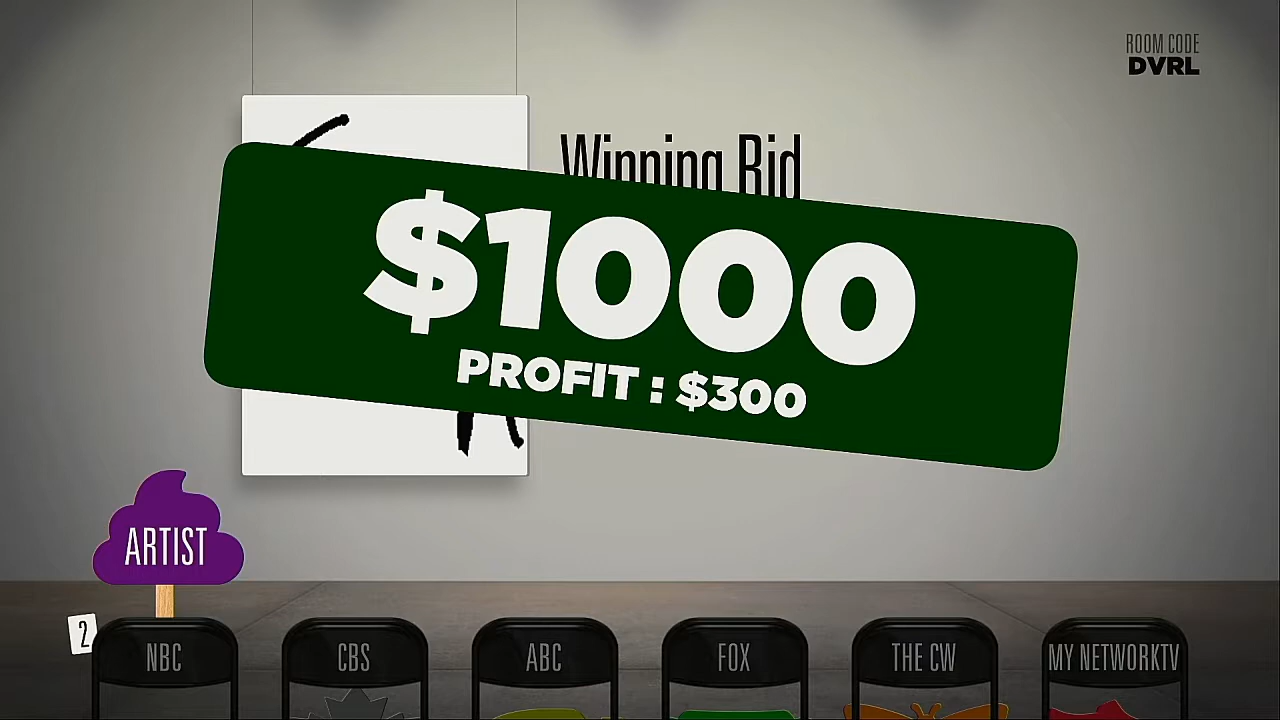 ROOM CODE
DVRL
Winning Bid
$1000
PROFIT : $300
ARTIST
2
NBC
CBS
ABC
FOX
THE CW
MY NETWORKTV